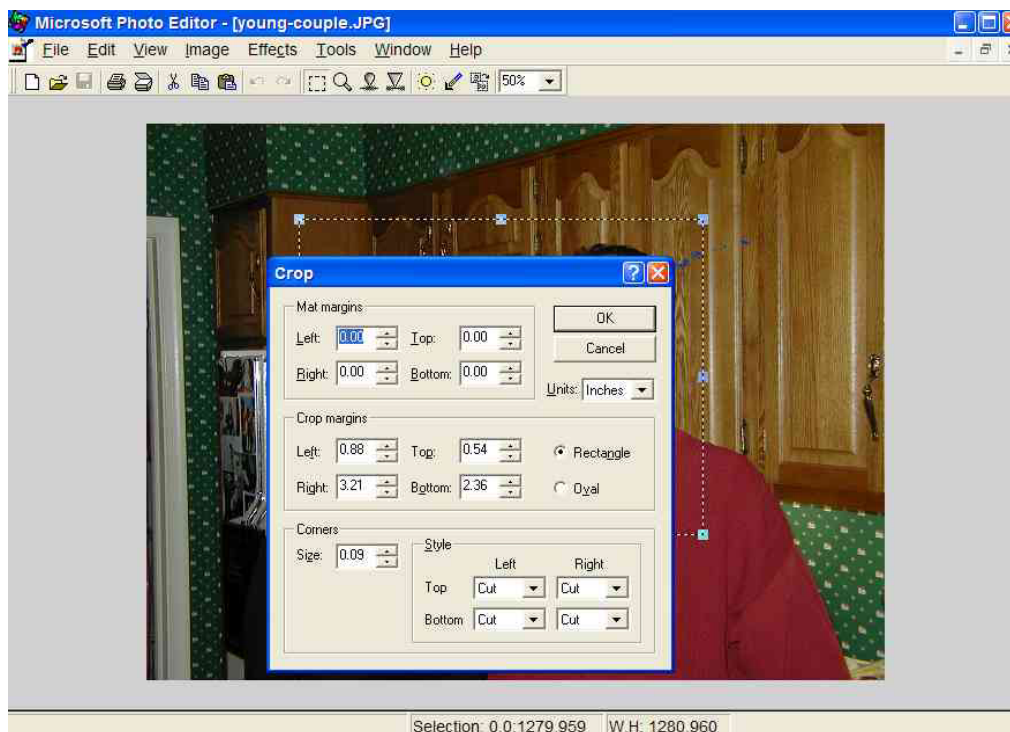 Microsoft Photo Editor - [young-couple.JPG]
File Edit View Image Effects Tools Window Help
50%
Crop
Mat margins
Left: 0.00 Top: 0.00
Right: 0.00 Bottom: 0.00
OK
Cancel
Units: Inches
Crop margins
Left: 0.88 Top: 0.54
Right: 3.21 Bottom: 2.36
Rectangle
Oval
Corners
Size: 0.09
Style
Left Right
Top Cut Cut
Bottom Cut Cut
Selection: 0,0:1279,959 W,H: 1280,960